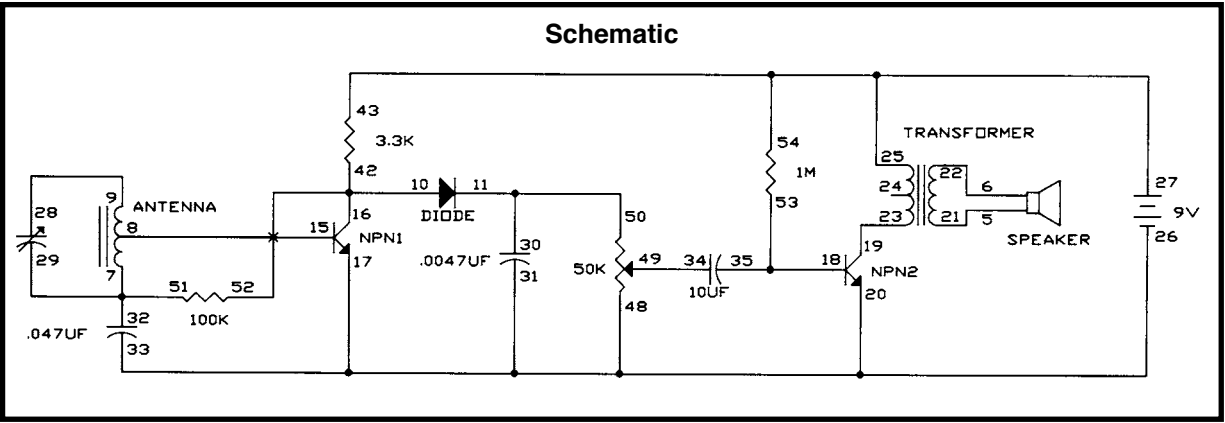 Schematic
43
3.3K
42
54
1M
53
TRANSFORMER
25
24
23
22
21
6
5
SPEAKER
27
9V
26
9
ANTENNA
8
7
28
29
10
11
DIODE
16
15
NPN1
17
30
.0047UF
31
50
50K
49
48
34
35
10UF
19
18
NPN2
20
51
52
100K
32
.047UF
33